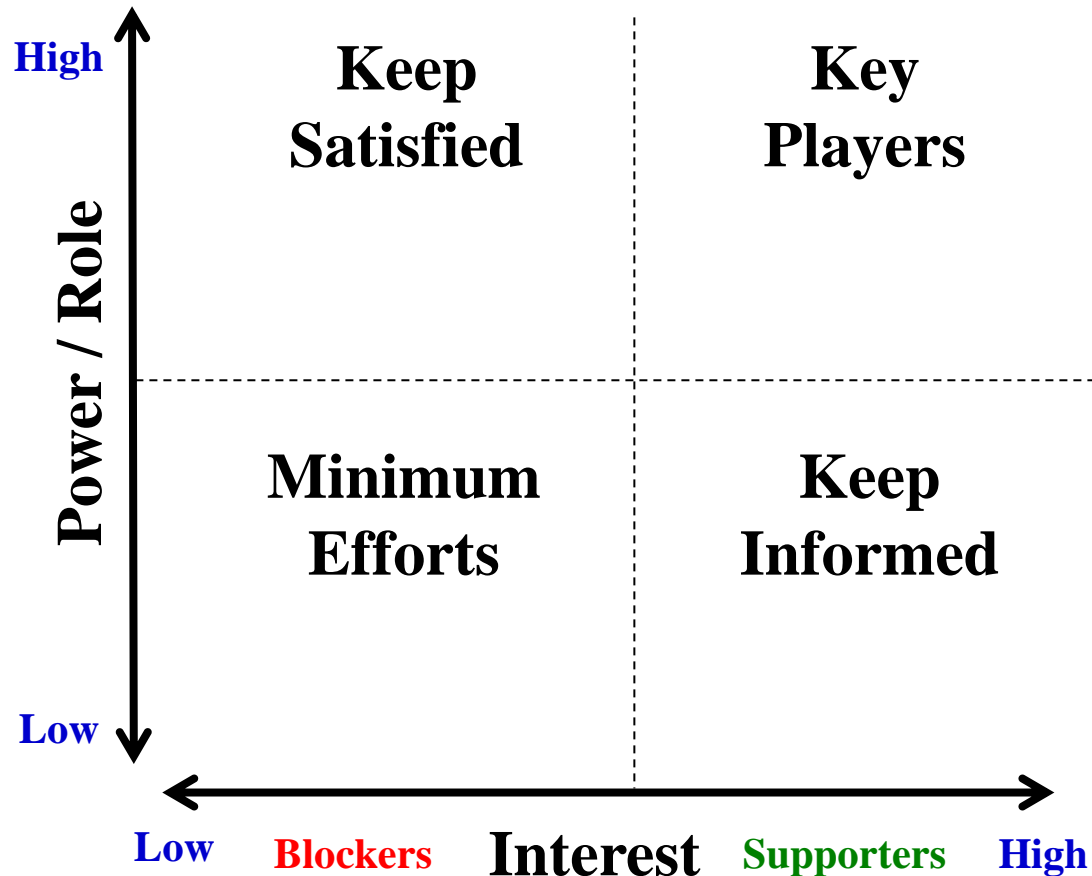 High
Keep
Satisfied
Key
Players
Power / Role
Minimum
Efforts
Keep
Informed
Low
Low
Blockers
Interest
Supporters
High